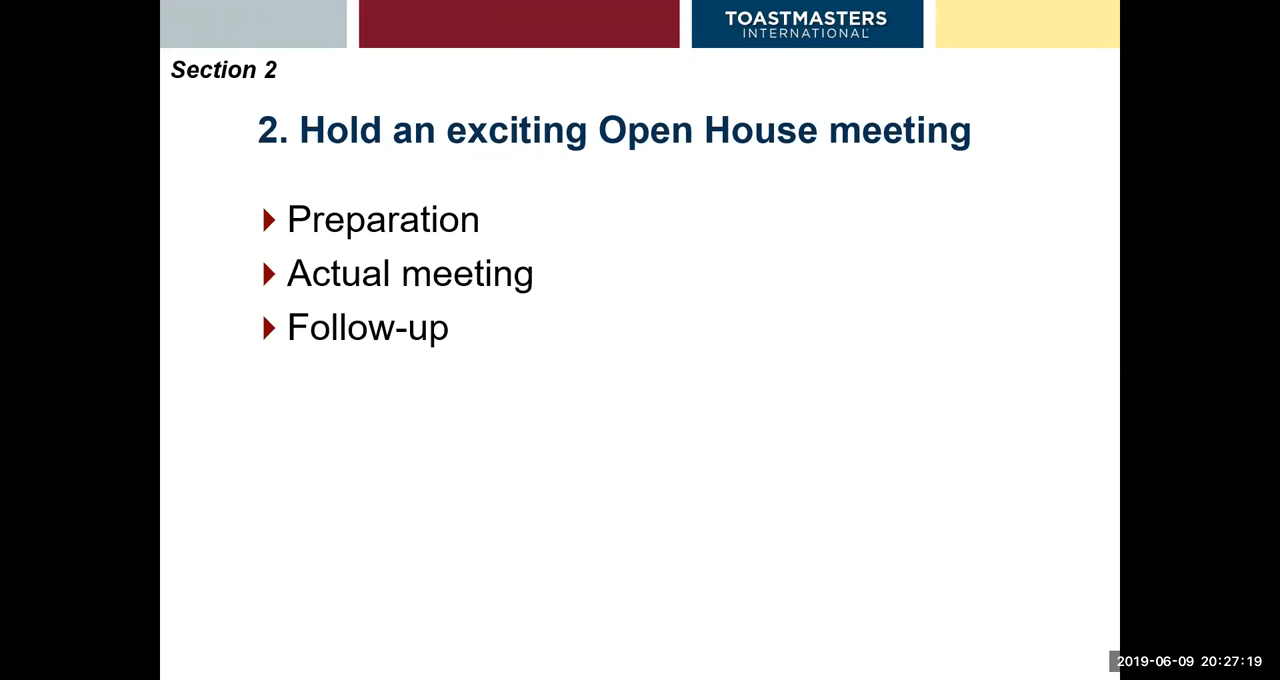 TOASTMASTERS
INTERNATIONAL
Section 2
2. Hold an exciting Open House meeting
Preparation
Actual meeting
Follow-up
2019-06-09 20:27:19